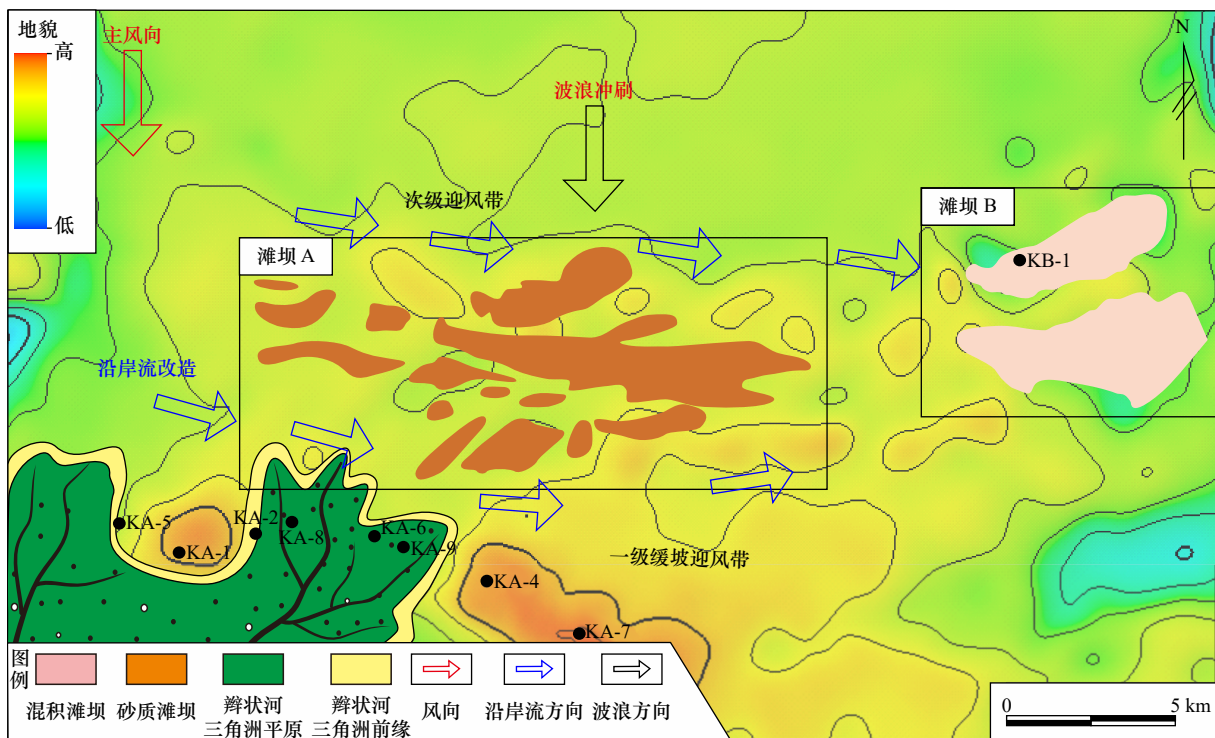 地貌
高
低
主风向
波浪冲刷
N
次级迎风带
滩坝 A
滩坝 B
KB-1
沿岸流改造
KA-5
KA-2
KA-8
KA-6
KA-1
KA-9
一级缓坡迎风带
KA-4
KA-7
图例
混积滩坝
砂质滩坝
辫状河
三角洲平原
辫状河
三角洲前缘
风向
沿岸流方向
波浪方向
0 5 km